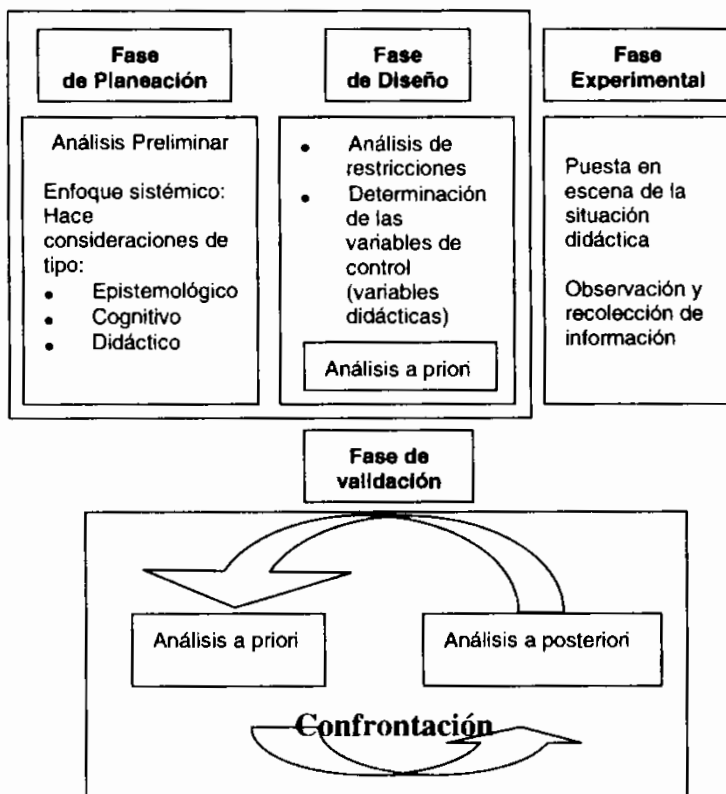 Fase
de Planeación
Análisis Preliminar
Enfoque sistémico:
Hace
consideraciones de
tipo:
• Epistemológico
• Cognitivo
• Didáctico
Fase
de Diseño
• Análisis de
restricciones
• Determinación
de las
variables de
control
(variables
didácticas)
Análisis a priori
Fase
Experimental
Puesta en
escena de la
situación
didáctica
Observación y
recolección de
información
Fase de
validación
Análisis a priori
Análisis a posteriori
Confrontación